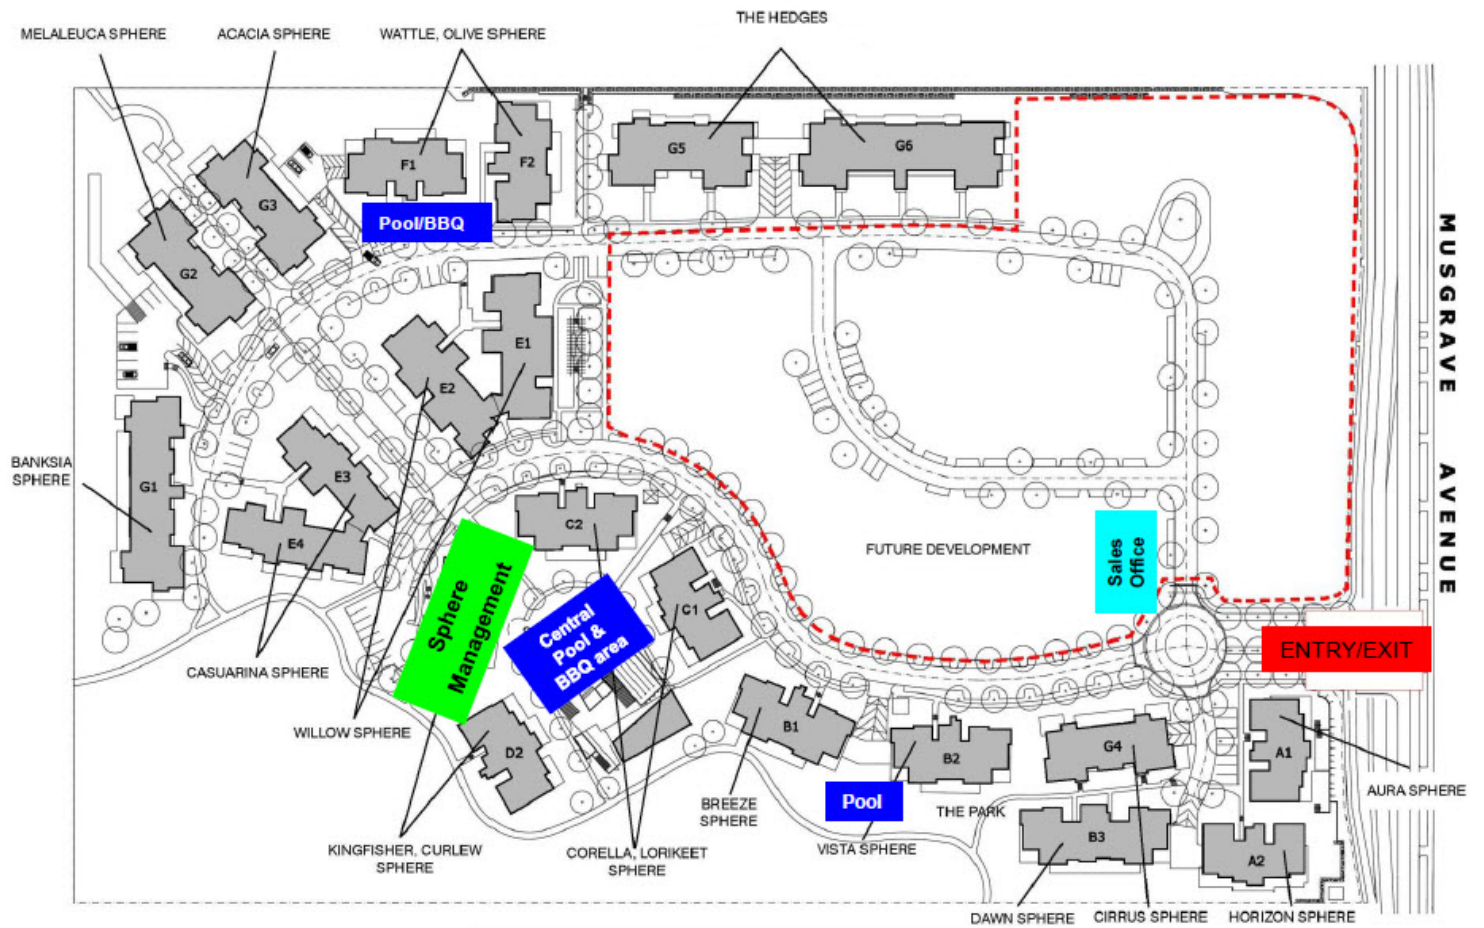 THE HEDGES
MELALEUCA SPHERE
ACACIA SPHERE
WATTLE, OLIVE SPHERE
F1
F2
G5
G6
G3
Pool/BBQ
G2
MUSGRAVE AVENUE
E1
E2
BANKSIA
SPHERE
G1
E3
E4
C2
FUTURE DEVELOPMENT
Sales
Office
Sphere
Management
Central
Pool &
BBQ area
C1
ENTRY/EXIT
CASUARINA SPHERE
WILLOW SPHERE
D2
B1
B2
G4
A1
AURA SPHERE
BREEZE
SPHERE
Pool
THE PARK
VISTA SPHERE
B3
A2
KINGFISHER, CURLEW
SPHERE
CORELLA, LORIKEET
SPHERE
DAWN SPHERE
CIRRUS SPHERE
HORIZON SPHERE